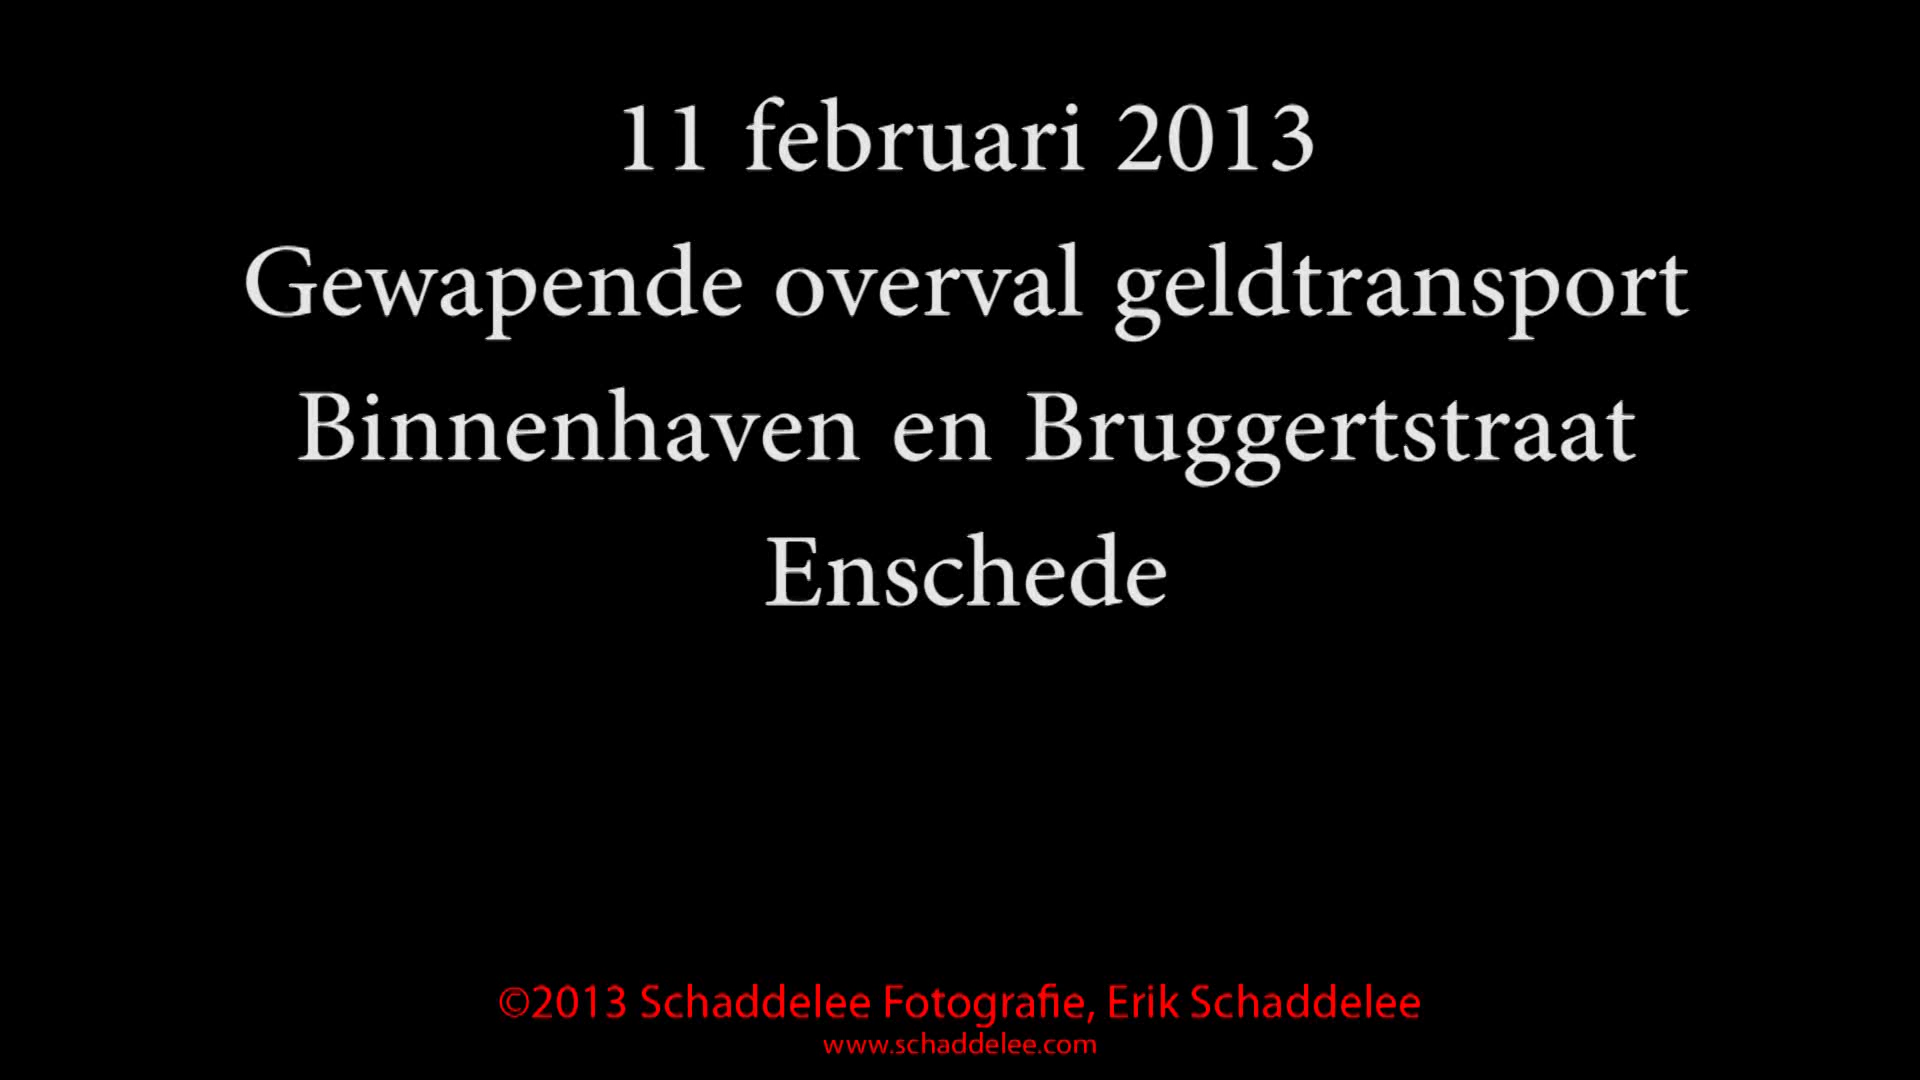 11 februari 2013
Gewapende overval geldtransport
Binnenhaven en Bruggertstraat
Enschede
©2013 Schaddelee Fotografie, Erik Schaddelee
www.schaddelee.com